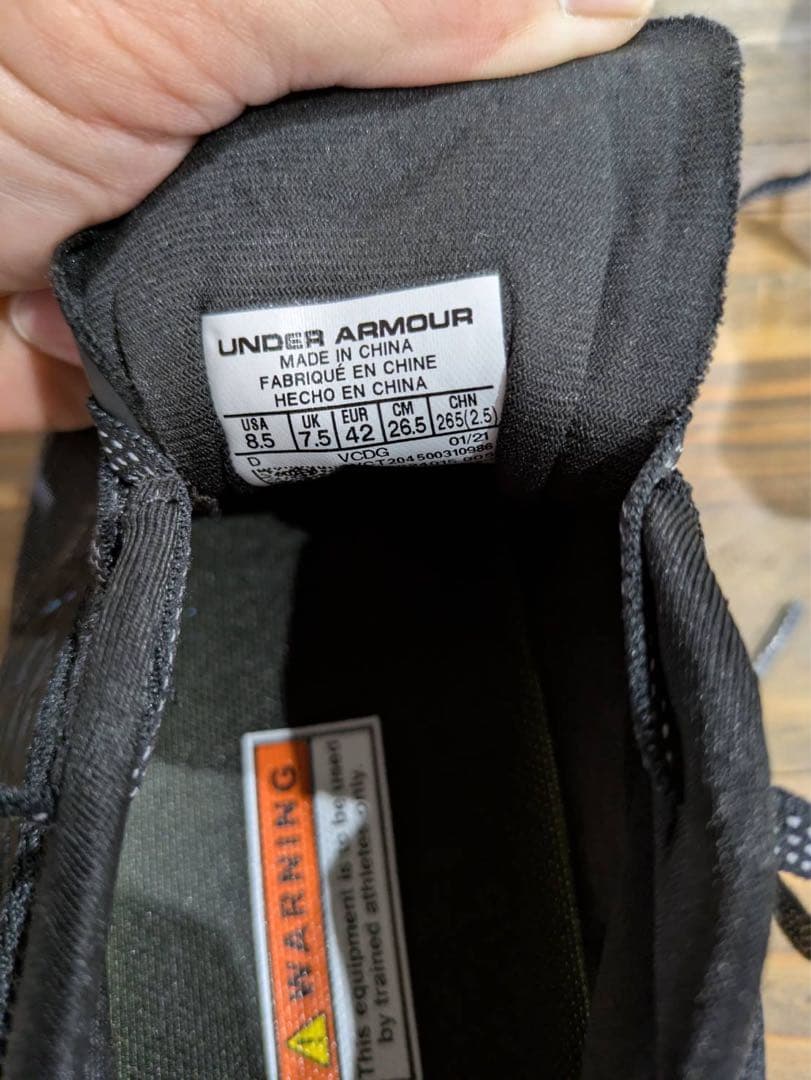 UNDER ARMOUR
MADE IN CHINA
FABRIQUÉ EN CHINE
HECHO EN CHINA
USA UK EUR CM CHN
8.5 7.5 42 26.5 265(2.5)
D VCDG 01/21
204500310986
WARNING
This equipment is to be used
by trained athletes only.